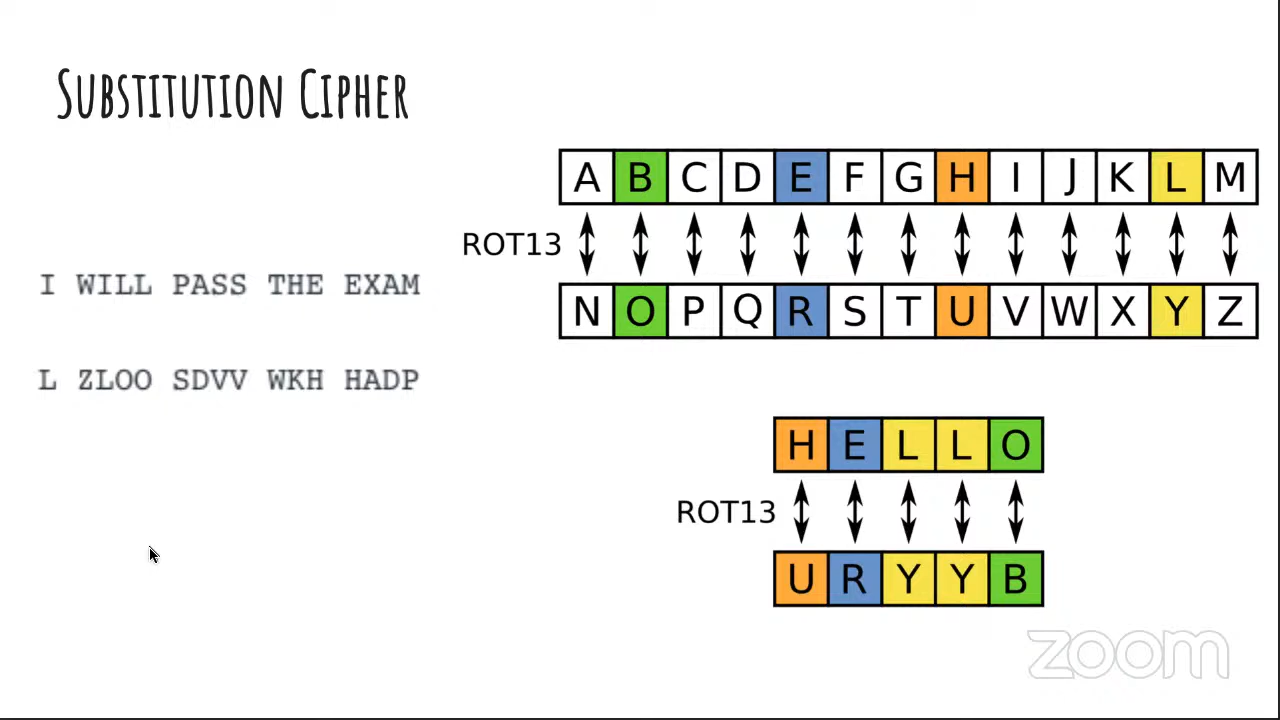 SUBSTITUTION CIPHER
I WILL PASS THE EXAM
L ZLOO SDVV WKH HADP
A B C D E F G H I J K L M
ROT13
N O P Q R S T U V W X Y Z
H E L L O
ROT13
U R Y Y B
zoom